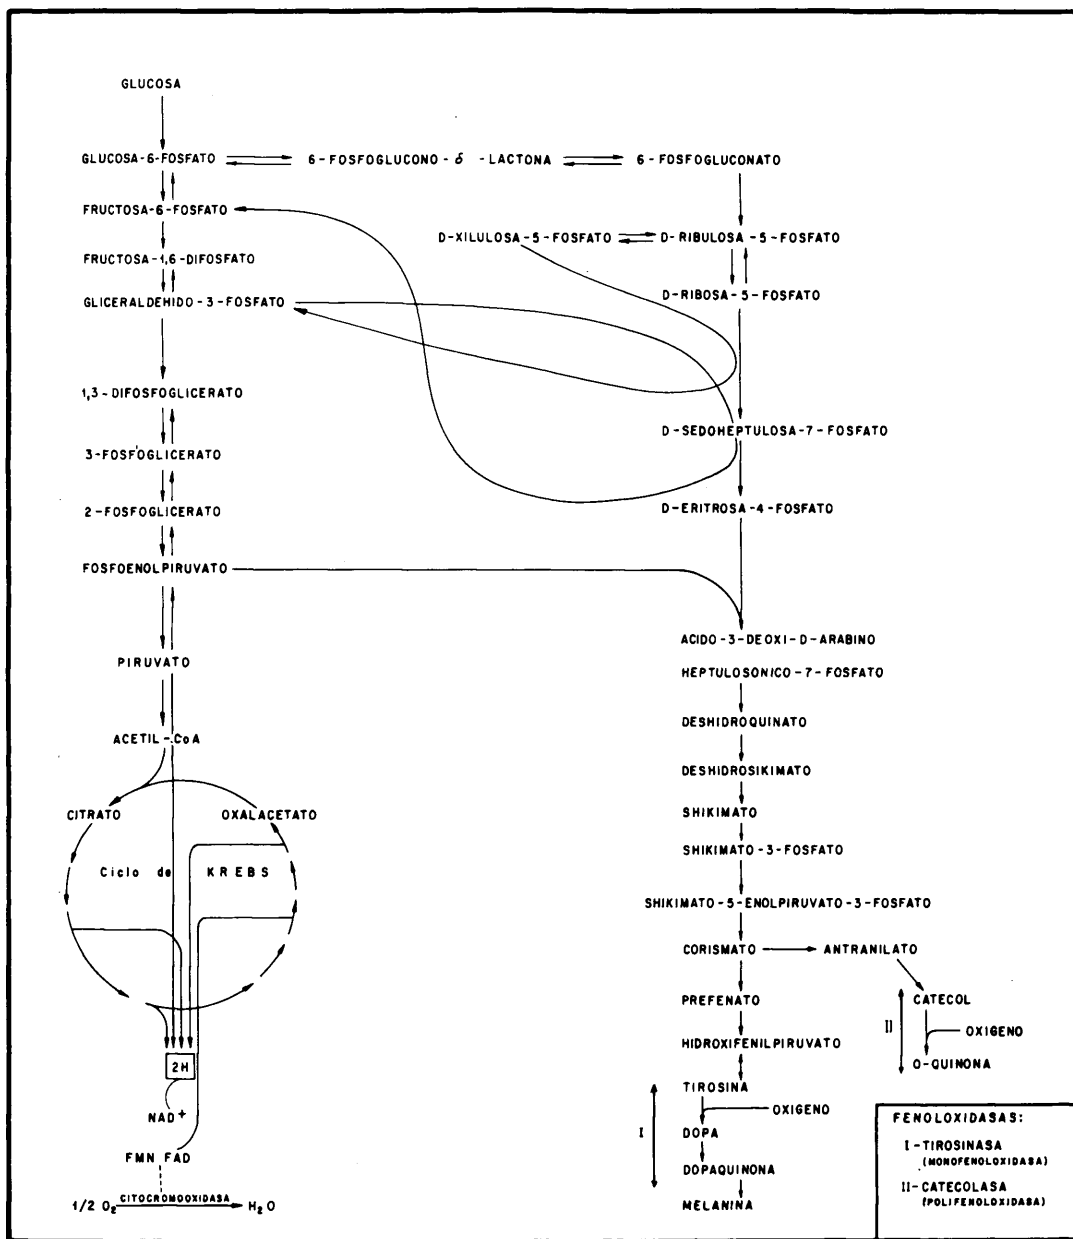 GLUCOSA
GLUCOSA-6-FOSFATO
6-FOSFOGLUCONO-δ-LACTONA
6-FOSFOGLUCONATO
FRUCTOSA-6-FOSFATO
D-XILULOSA-5-FOSFATO
D-RIBULOSA-5-FOSFATO
FRUCTOSA-1,6-DIFOSFATO
GLICERALDEHIDO-3-FOSFATO
D-RIBOSA-5-FOSFATO
1,3-DIFOSFOGLICERATO
D-SEDOHEPTULOSA-7-FOSFATO
3-FOSFOGLICERATO
2-FOSFOGLICERATO
D-ERITROSA-4-FOSFATO
FOSFOENOLPIRUVATO
ACIDO-3-DEOXI-D-ARABINO
HEPTULOSONICO-7-FOSFATO
PIRUVATO
DESHIDROQUINATO
ACETIL-CoA
DESHIDROSIKIMATO
CITRATO
OXALACETATO
SHIKIMATO
SHIKIMATO-3-FOSFATO
Ciclo de KREBS
SHIKIMATO-5-ENOLPIRUVATO-3-FOSFATO
CORISMATO
ANTRANILATO
PREFENATO
CATECOL
II
OXIGENO
HIDROXIFENILPIRUVATO
O-QUINONA
2H
TIROSINA
NAD+
OXIGENO
I
DOPA
FMN FAD
DOPAQUINONA
CITOCROMOOXIDASA
1/2 O₂
H₂O
MELANINA
FENOLOXIDASAS:
I-TIROSINASA
(MONOFENOLOXIDASA)
II-CATECOLASA
(POLIFENOLOXIDASA)